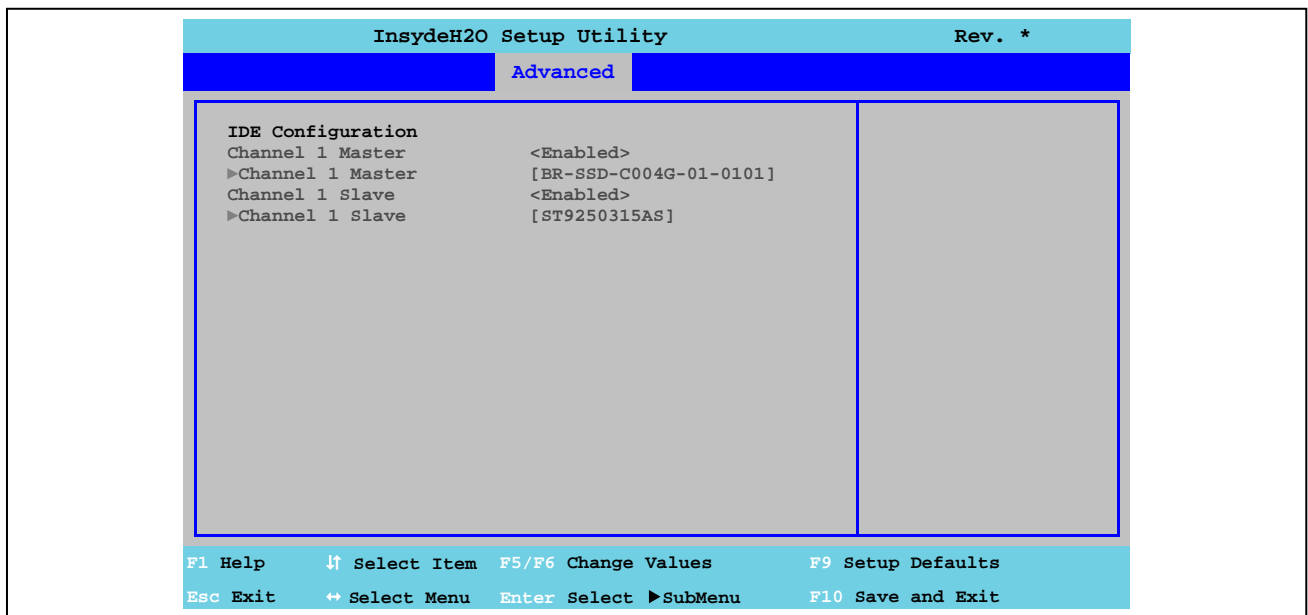 InsydeH2O Setup Utility Rev. *
Advanced
IDE Configuration
Channel 1 Master <Enabled>
▶Channel 1 Master [BR-SSD-C004G-01-0101]
Channel 1 Slave <Enabled>
▶Channel 1 Slave [ST9250315AS]
F1 Help ↓↑ Select Item F5/F6 Change Values F9 Setup Defaults
Esc Exit ↔ Select Menu Enter Select ▶SubMenu F10 Save and Exit